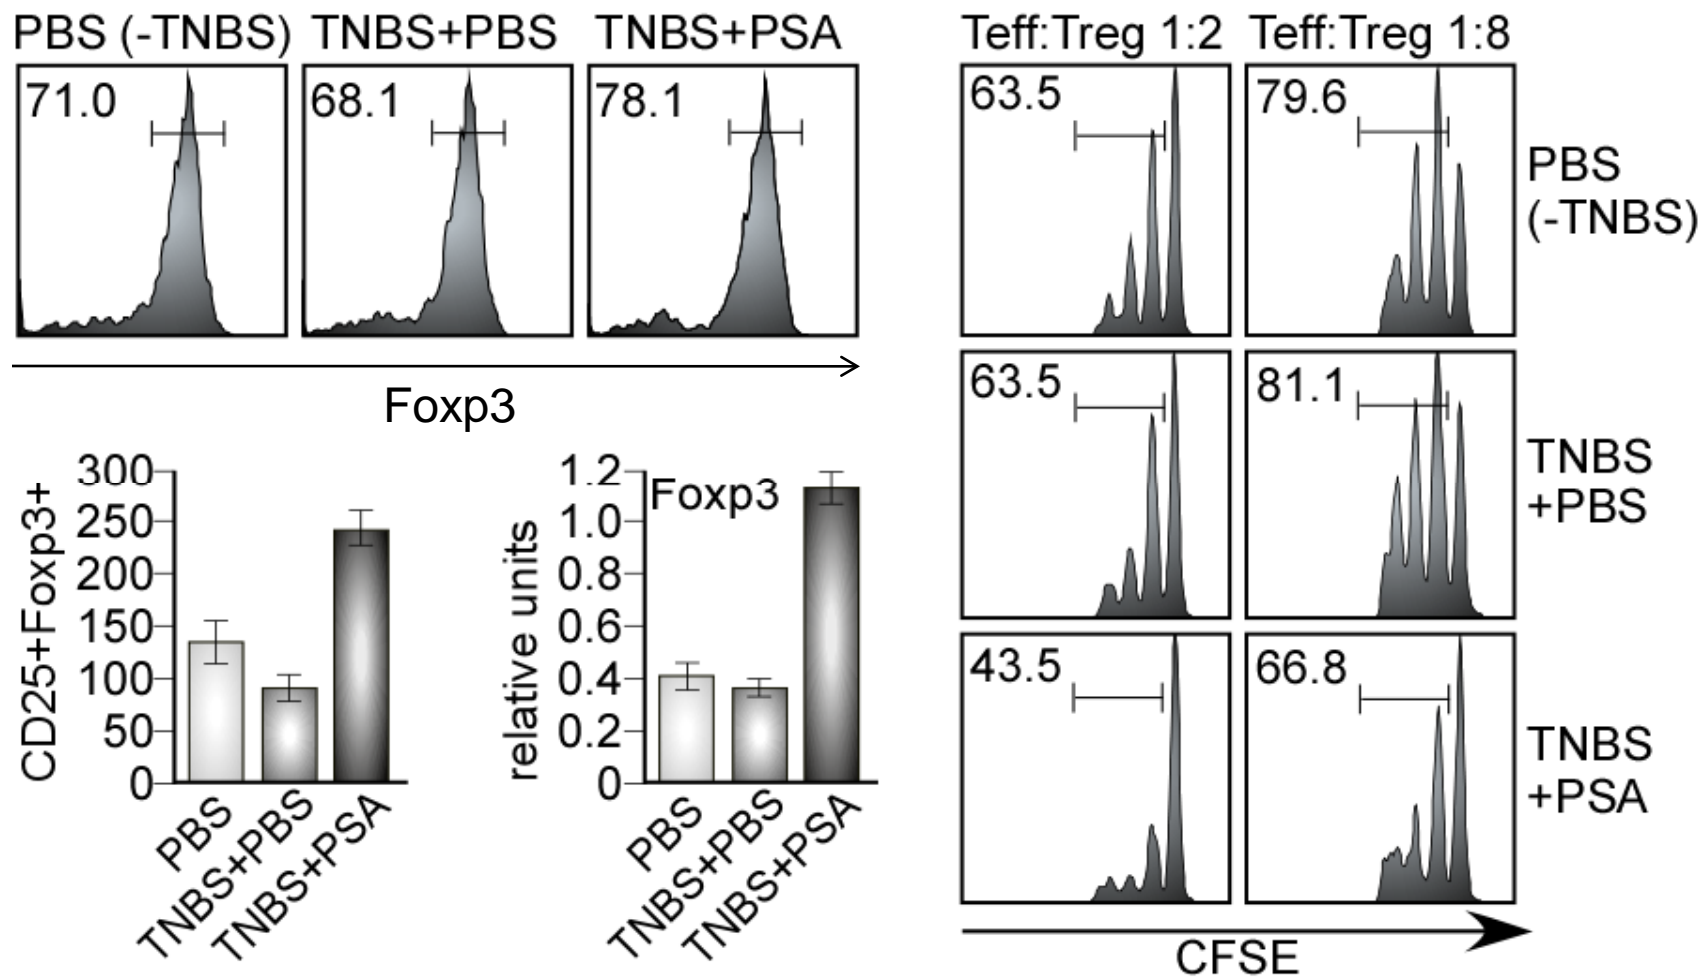 PBS (-TNBS) TNBS+PBS TNBS+PSA
71.0 68.1 78.1
Foxp3
CD25+Foxp3+
300
250
200
150
100
50
0
PBS
TNBS+PBS
TNBS+PSA
relative units
Foxp3
1.2
1.0
0.8
0.6
0.4
0.2
0
PBS
TNBS+PBS
TNBS+PSA
Teff:Treg 1:2 Teff:Treg 1:8
63.5 79.6
PBS
(-TNBS)
63.5 81.1
TNBS
+PBS
43.5 66.8
TNBS
+PSA
CFSE